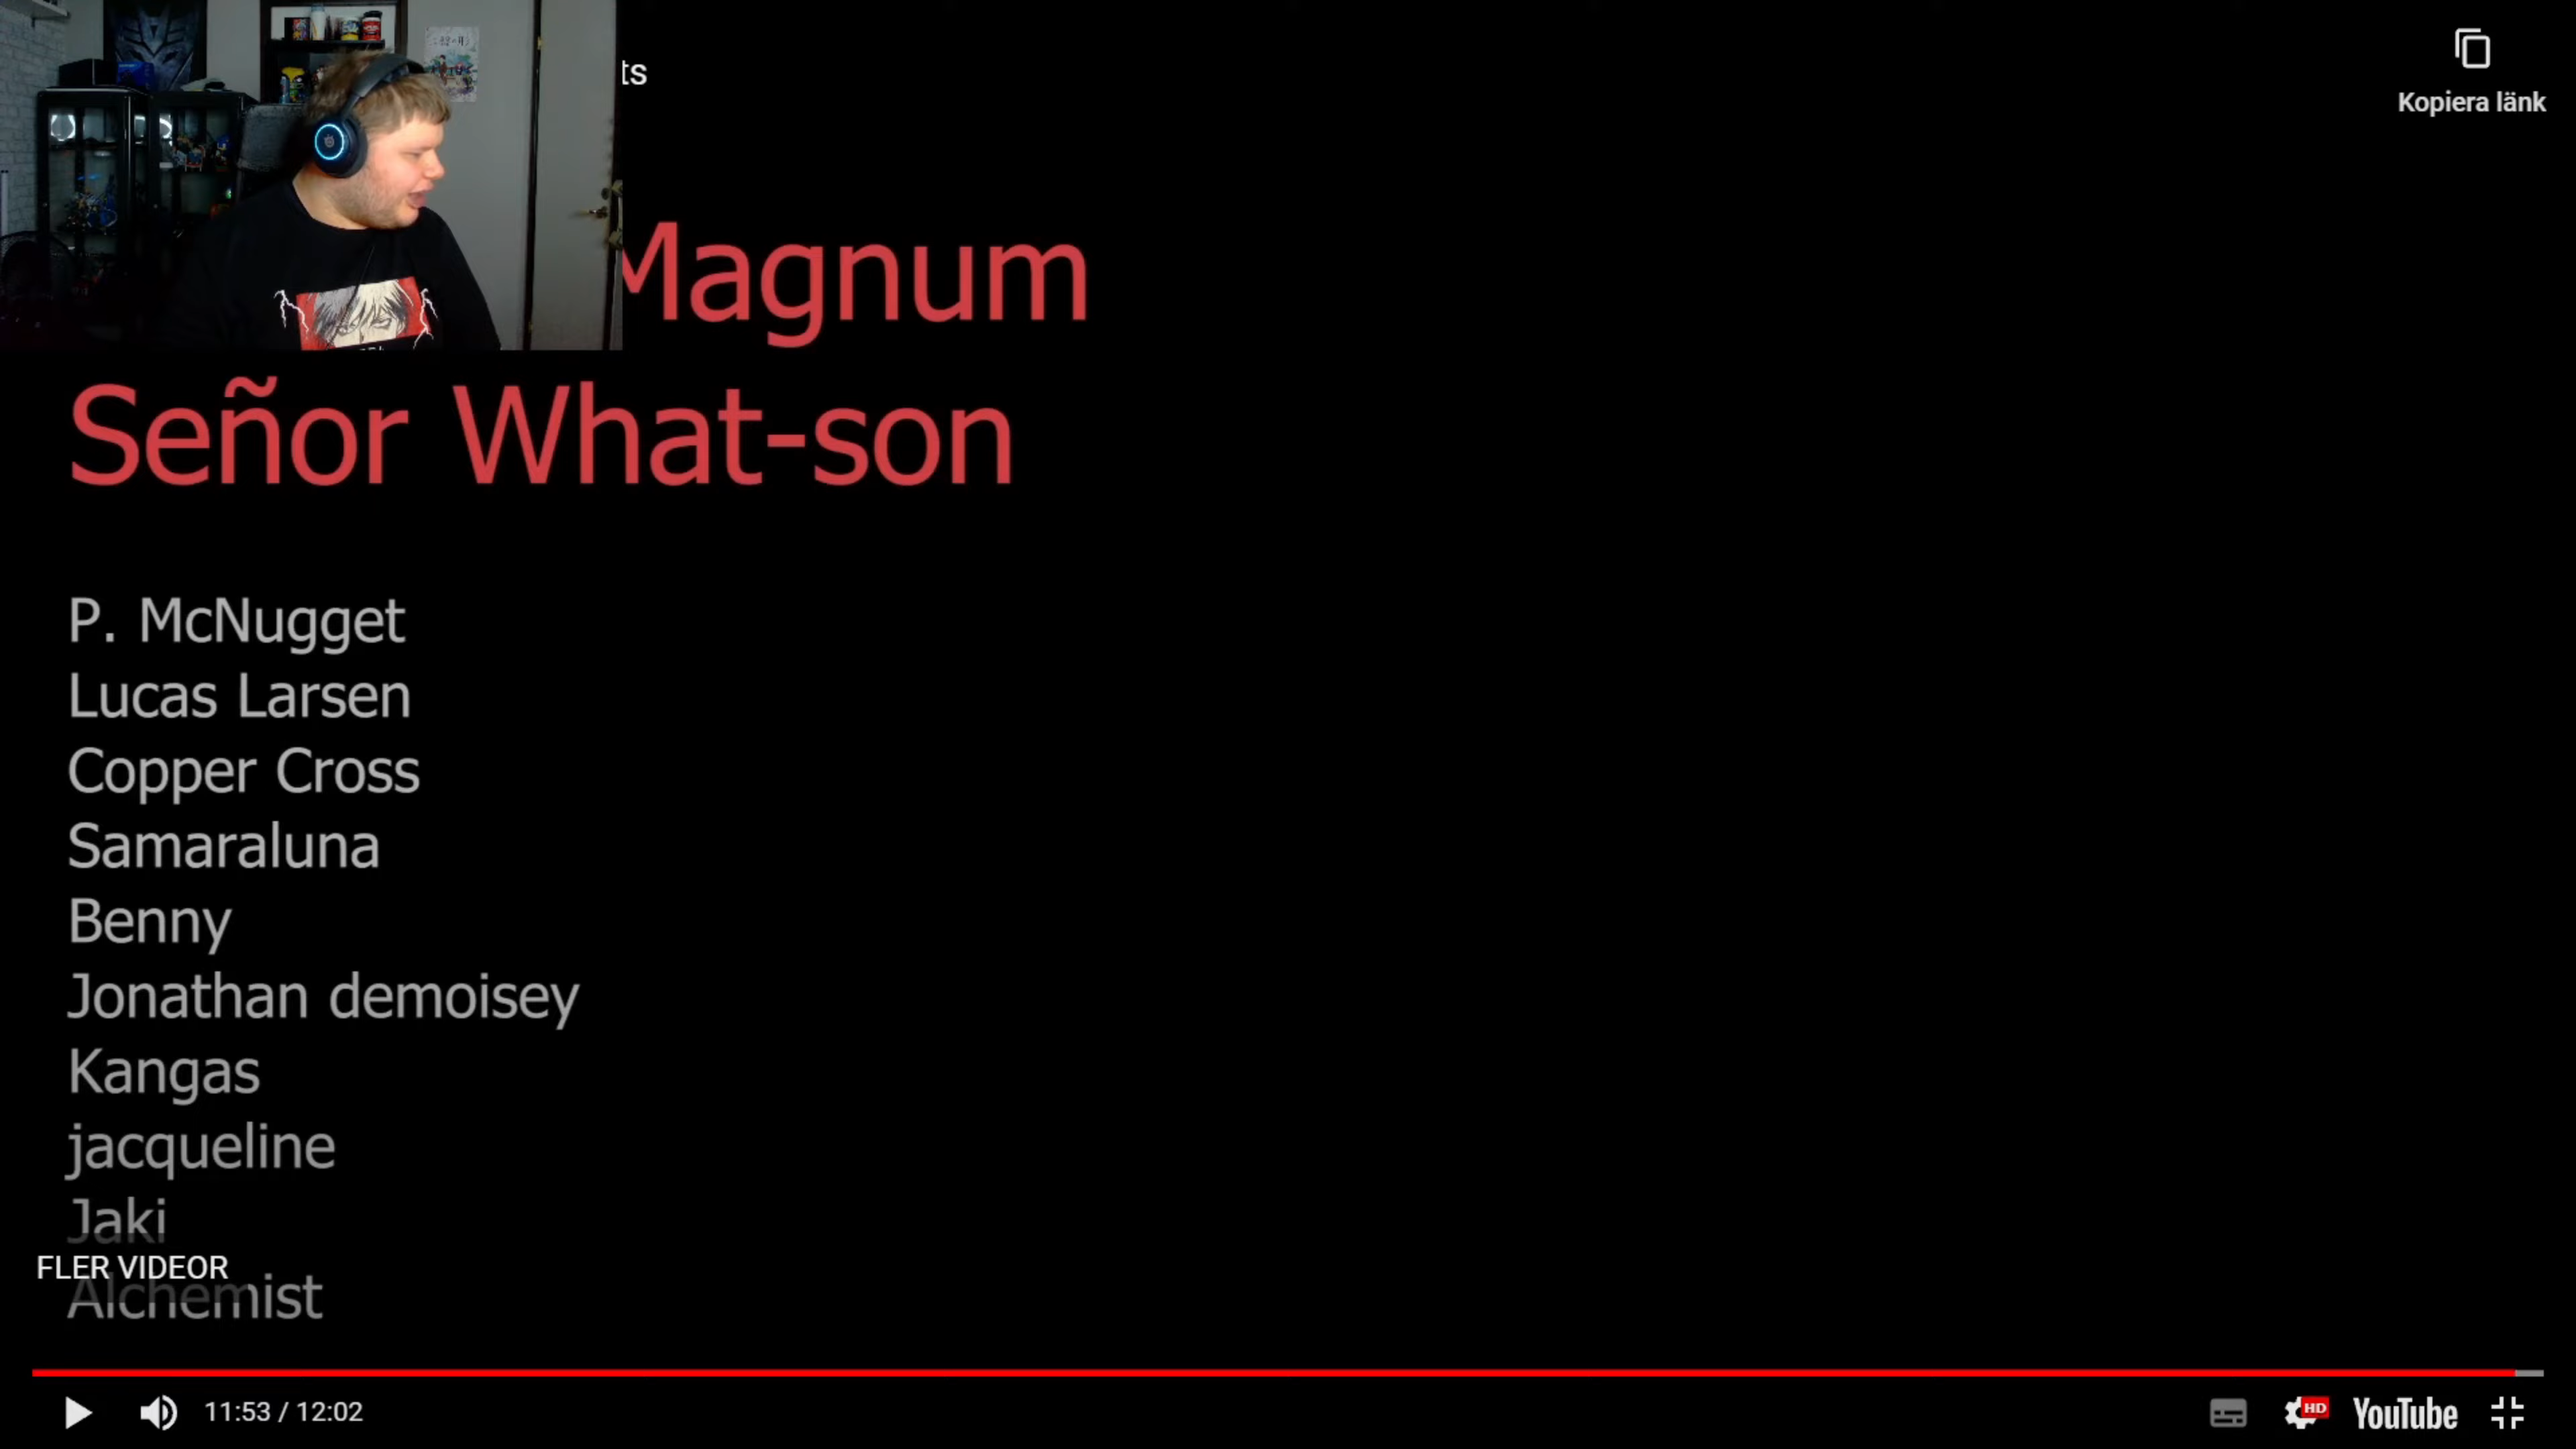 ts
Kopiera länk
Magnum
Señor What-son
P. McNugget
Lucas Larsen
Copper Cross
Samaraluna
Benny
Jonathan demoisey
Kangas
jacqueline
Jaki
FLER VIDEOR
Alchemist
11:53 / 12:02
HD
YouTube